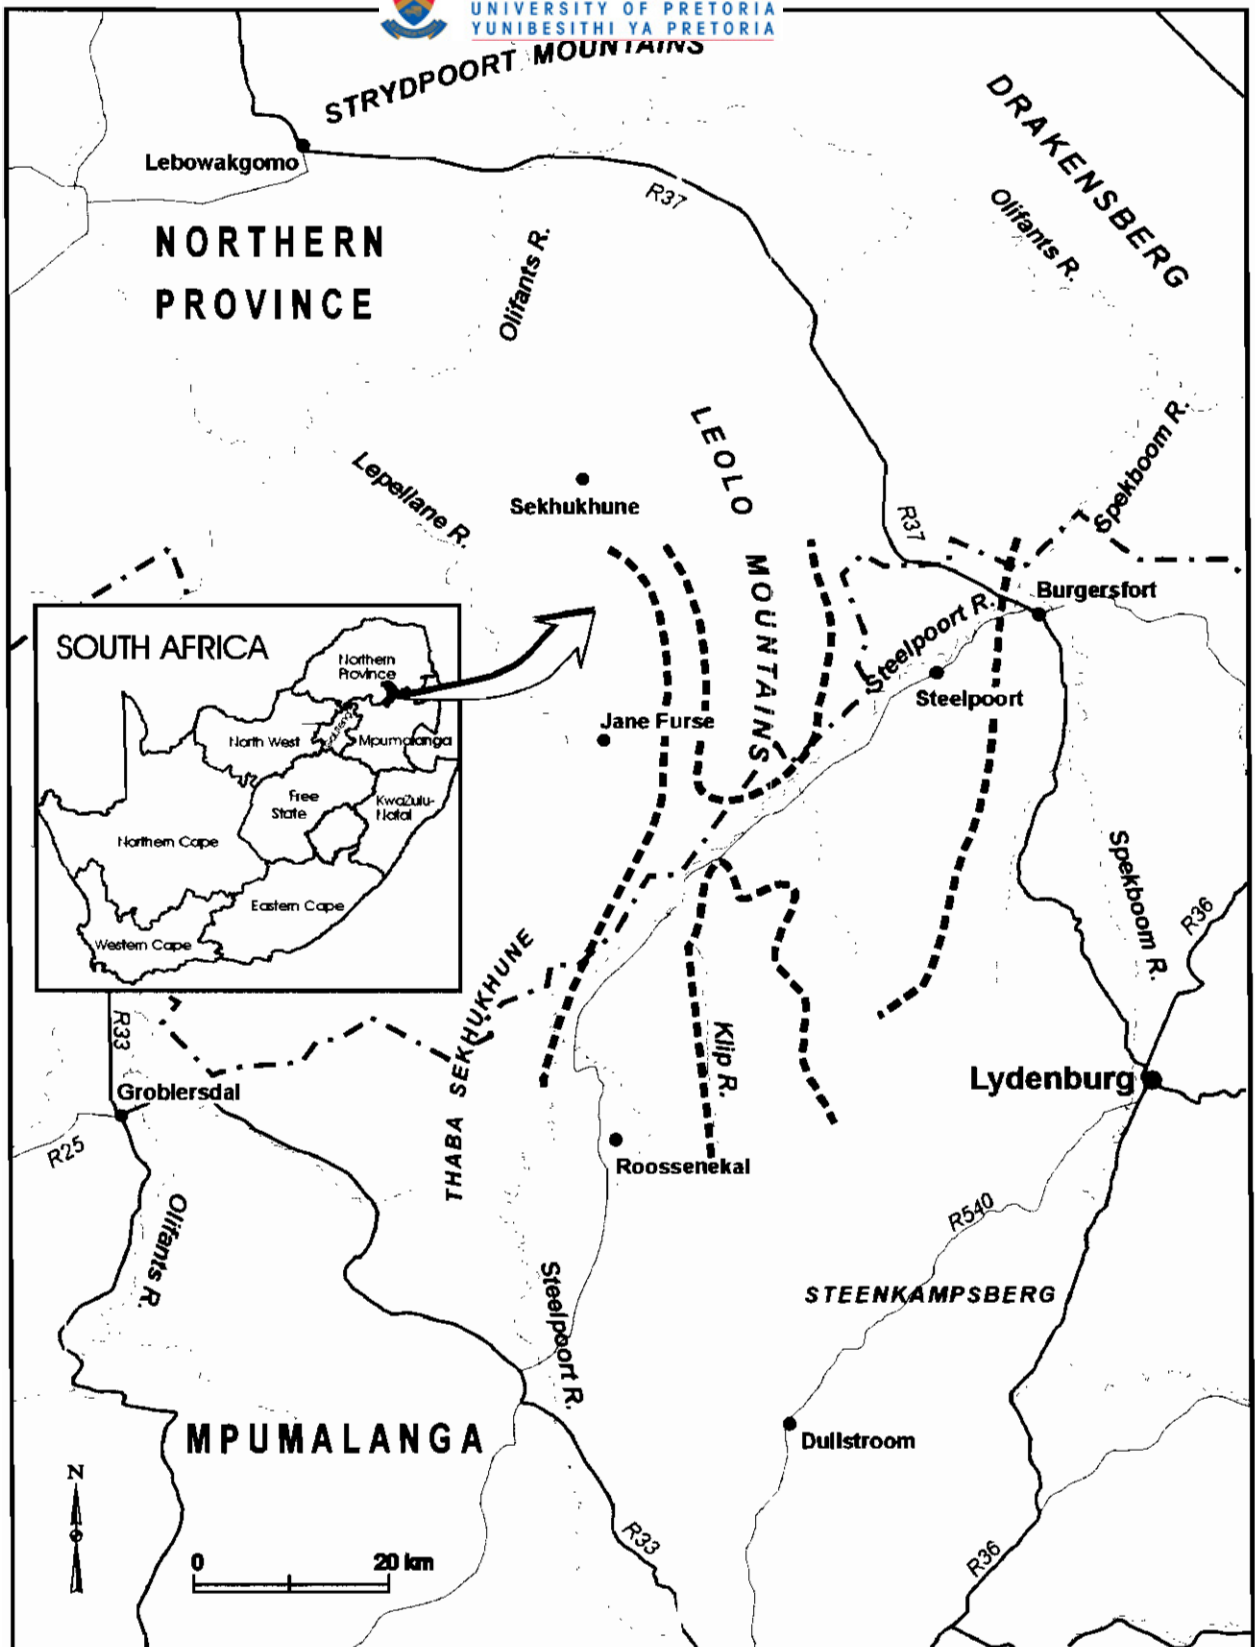 UNIVERSITY OF PRETORIA
YUNIBESITHI YA PRETORIA
STRYDPOORT MOUNTAINS
DRAKENSBERG
Lebowakgomo
R37
NORTHERN
PROVINCE
Olifants R.
Olifants R.
LEOLO
MOUNTAINS
Spekboom R.
Lepellane R.
Sekhukhune
R37
Burgersfort
Steelpoort R.
Steelpoort
Jane Furse
SOUTH AFRICA
Northern
Province
North West
Mpumalanga
Free
State
KwaZulu-
Natal
Northern Cape
Eastern Cape
Western Cape
Spekboom R.
R36
THABA SEKHUKHUNE
R33
Klip R.
Lydenburg
Groblersdal
R25
Roossenekal
Olifants R.
R540
Steelpoort R.
STEENKAMPSBERG
MPUMALANGA
Dullstroom
N
0 20 km
R33
R36